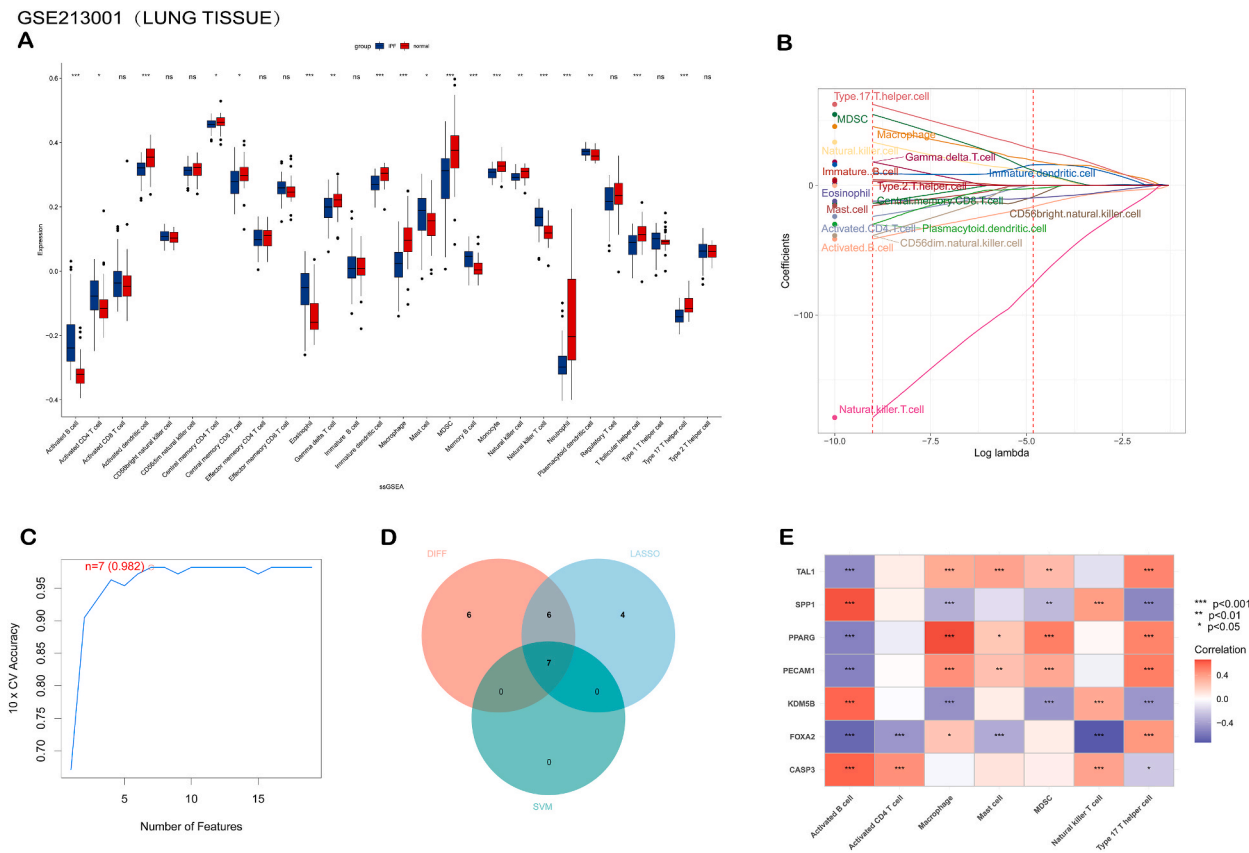 GSE213001 (LUNG TISSUE)
A
group IPF normal
*** * ns *** ns ns * * ns ns *** ** ns *** *** * *** *** *** ** *** *** ** ns *** ns *** ns
Expression
0.6
0.4
0.2
0.0
−0.2
−0.4
Activated B cell
Activated CD4 T cell
Activated CD8 T cell
Activated dendritic cell
CD56bright natural killer cell
CD56dim natural killer cell
Central memory CD4 T cell
Central memory CD8 T cell
Effector memeory CD4 T cell
Effector memeory CD8 T cell
Eosinophil
Gamma delta T cell
Immature B cell
Immature dendritic cell
Macrophage
Mast cell
MDSC
Memory B cell
Monocyte
Natural killer cell
Natural killer T cell
Neutrophil
Plasmacytoid dendritic cell
Regulatory T cell
T follicular helper cell
Type 1 T helper cell
Type 17 T helper cell
Type 2 T helper cell
ssGSEA
B
Type.17.T.helper.cell
MDSC
Macrophage
Natural.killer.cell
Gamma.delta.T.cell
Immature..B.cell
Immature.dendritic.cell
Type.2.T.helper.cell
Eosinophil
Central.memory.CD8.T.cell
Mast.cell
CD56bright.natural.killer.cell
Activated.CD4.T.cell
Plasmacytoid.dendritic.cell
Activated.B.cell
CD56dim.natural.killer.cell
Natural.killer.T.cell
Coefficients
0
−100
−10.0
−7.5
−5.0
−2.5
Log lambda
C
n=7 (0.982)
10 x CV Accuracy
0.95
0.90
0.85
0.80
0.75
0.70
5
10
15
Number of Features
D
DIFF
LASSO
6
6
4
7
0
0
0
SVM
E
TAL1 *** *** *** ** ***
SPP1 *** *** ** *** ***
PPARG *** *** * *** ***
PECAM1 *** *** ** *** ***
KDM5B *** *** *** *** ***
FOXA2 *** *** * *** *** ***
CASP3 *** *** *** *
Activated B cell
Activated CD4 T cell
Macrophage
Mast cell
MDSC
Natural killer T cell
Type 17 T helper cell
*** p<0.001
** p<0.01
* p<0.05
Correlation
0.4
0.0
−0.4